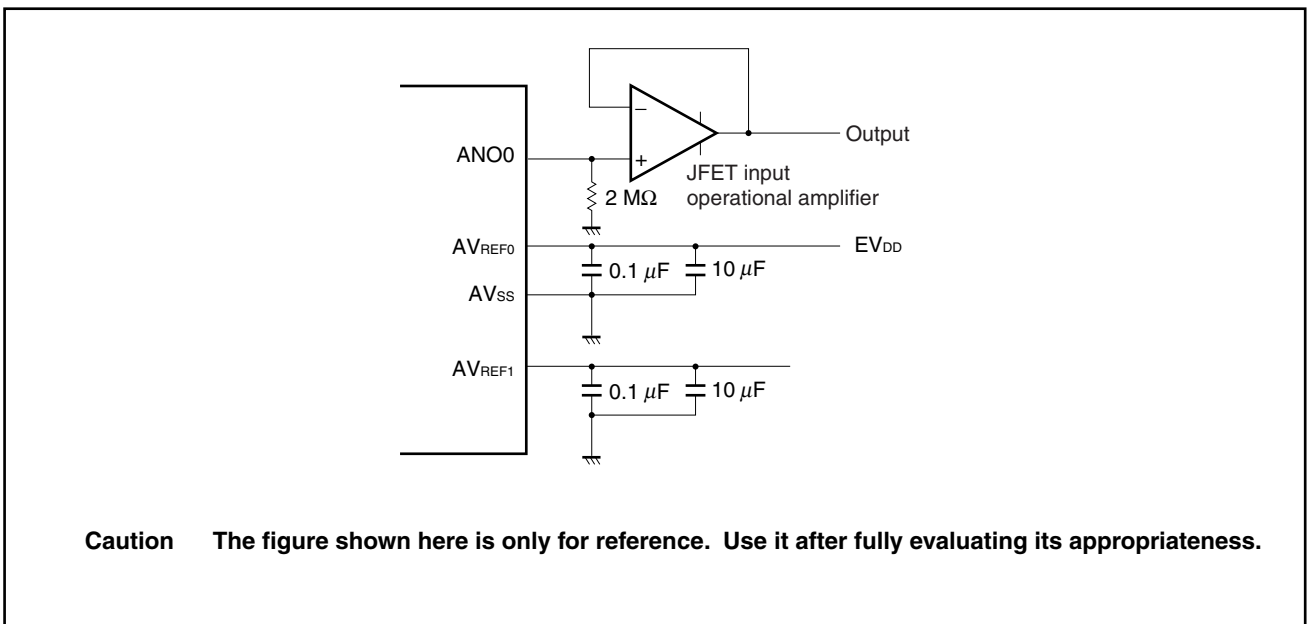 −
Output
ANO0
+
JFET input
operational amplifier
2 MΩ
AVREF0
EVDD
0.1 μF
10 μF
AVSS
AVREF1
0.1 μF
10 μF
Caution The figure shown here is only for reference. Use it after fully evaluating its appropriateness.